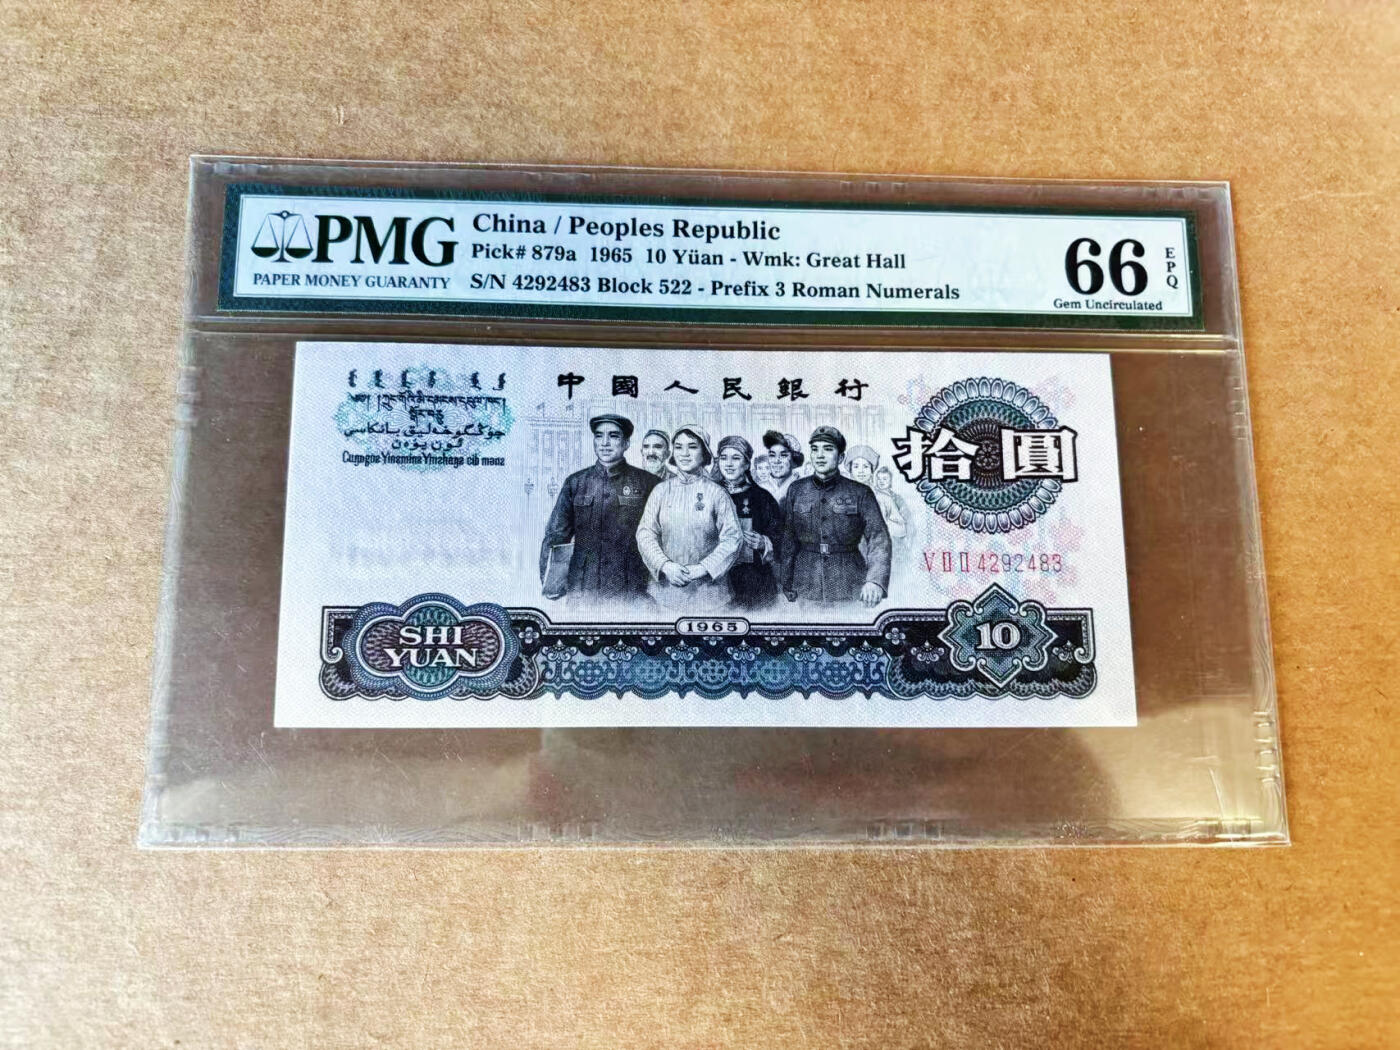 PMG
PAPER MONEY GUARANTY
China / Peoples Republic
Pick# 879a 1965 10 Yüan - Wmk: Great Hall
S/N 4292483 Block 522 - Prefix 3 Roman Numerals
66
EPQ
Gem Uncirculated
中國人民銀行
拾圓
VIIII4292483
1965
SHI
YUAN
10